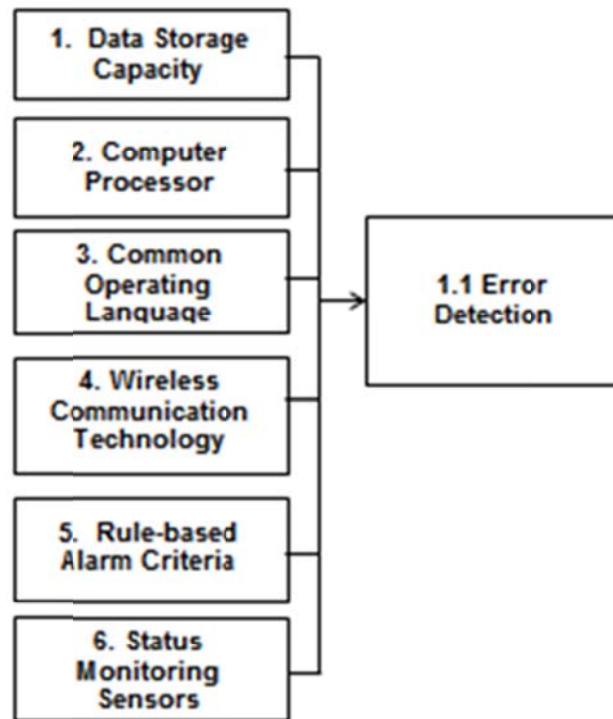 1. Data Storage
Capacity
2. Computer
Processor
3. Common
Operating
Language
4. Wireless
Communication
Technology
5. Rule-based
Alarm Criteria
6. Status
Monitoring
Sensors
1.1 Error
Detection